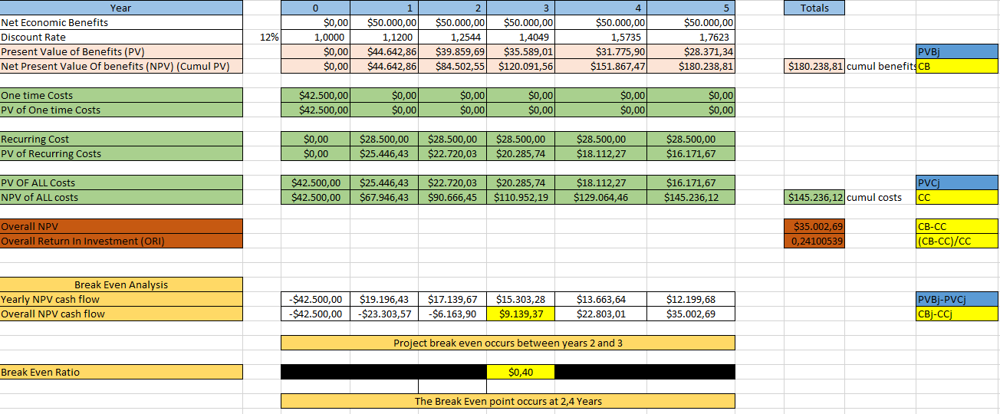 Year 0 1 2 3 4 5 Totals
Net Economic Benefits $0,00 $50.000,00 $50.000,00 $50.000,00 $50.000,00 $50.000,00
Discount Rate 12% 1,0000 1,1200 1,2544 1,4049 1,5735 1,7623
Present Value of Benefits (PV) $0,00 $44.642,86 $39.859,69 $35.589,01 $31.775,90 $28.371,34 PVBj
Net Present Value Of benefits (NPV) (Cumul PV) $0,00 $44.642,86 $84.502,55 $120.091,56 $151.867,47 $180.238,81 $180.238,81 cumul benefits CB
One time Costs $42.500,00 $0,00 $0,00 $0,00 $0,00 $0,00
PV of One time Costs $42.500,00 $0,00 $0,00 $0,00 $0,00 $0,00
Recurring Cost $0,00 $28.500,00 $28.500,00 $28.500,00 $28.500,00 $28.500,00
PV of Recurring Costs $0,00 $25.446,43 $22.720,03 $20.285,74 $18.112,27 $16.171,67
PV OF ALL Costs $42.500,00 $25.446,43 $22.720,03 $20.285,74 $18.112,27 $16.171,67 PVCj
NPV of ALL costs $42.500,00 $67.946,43 $90.666,45 $110.952,19 $129.064,46 $145.236,12 $145.236,12 cumul costs CC
Overall NPV $35.002,69 CB-CC
Overall Return In Investment (ORI) 0,24100539 (CB-CC)/CC
Break Even Analysis
Yearly NPV cash flow -$42.500,00 $19.196,43 $17.139,67 $15.303,28 $13.663,64 $12.199,68 PVBj-PVCj
Overall NPV cash flow -$42.500,00 -$23.303,57 -$6.163,90 $9.139,37 $22.803,01 $35.002,69 CBj-CCj
Project break even occurs between years 2 and 3
Break Even Ratio $0,40
The Break Even point occurs at 2,4 Years